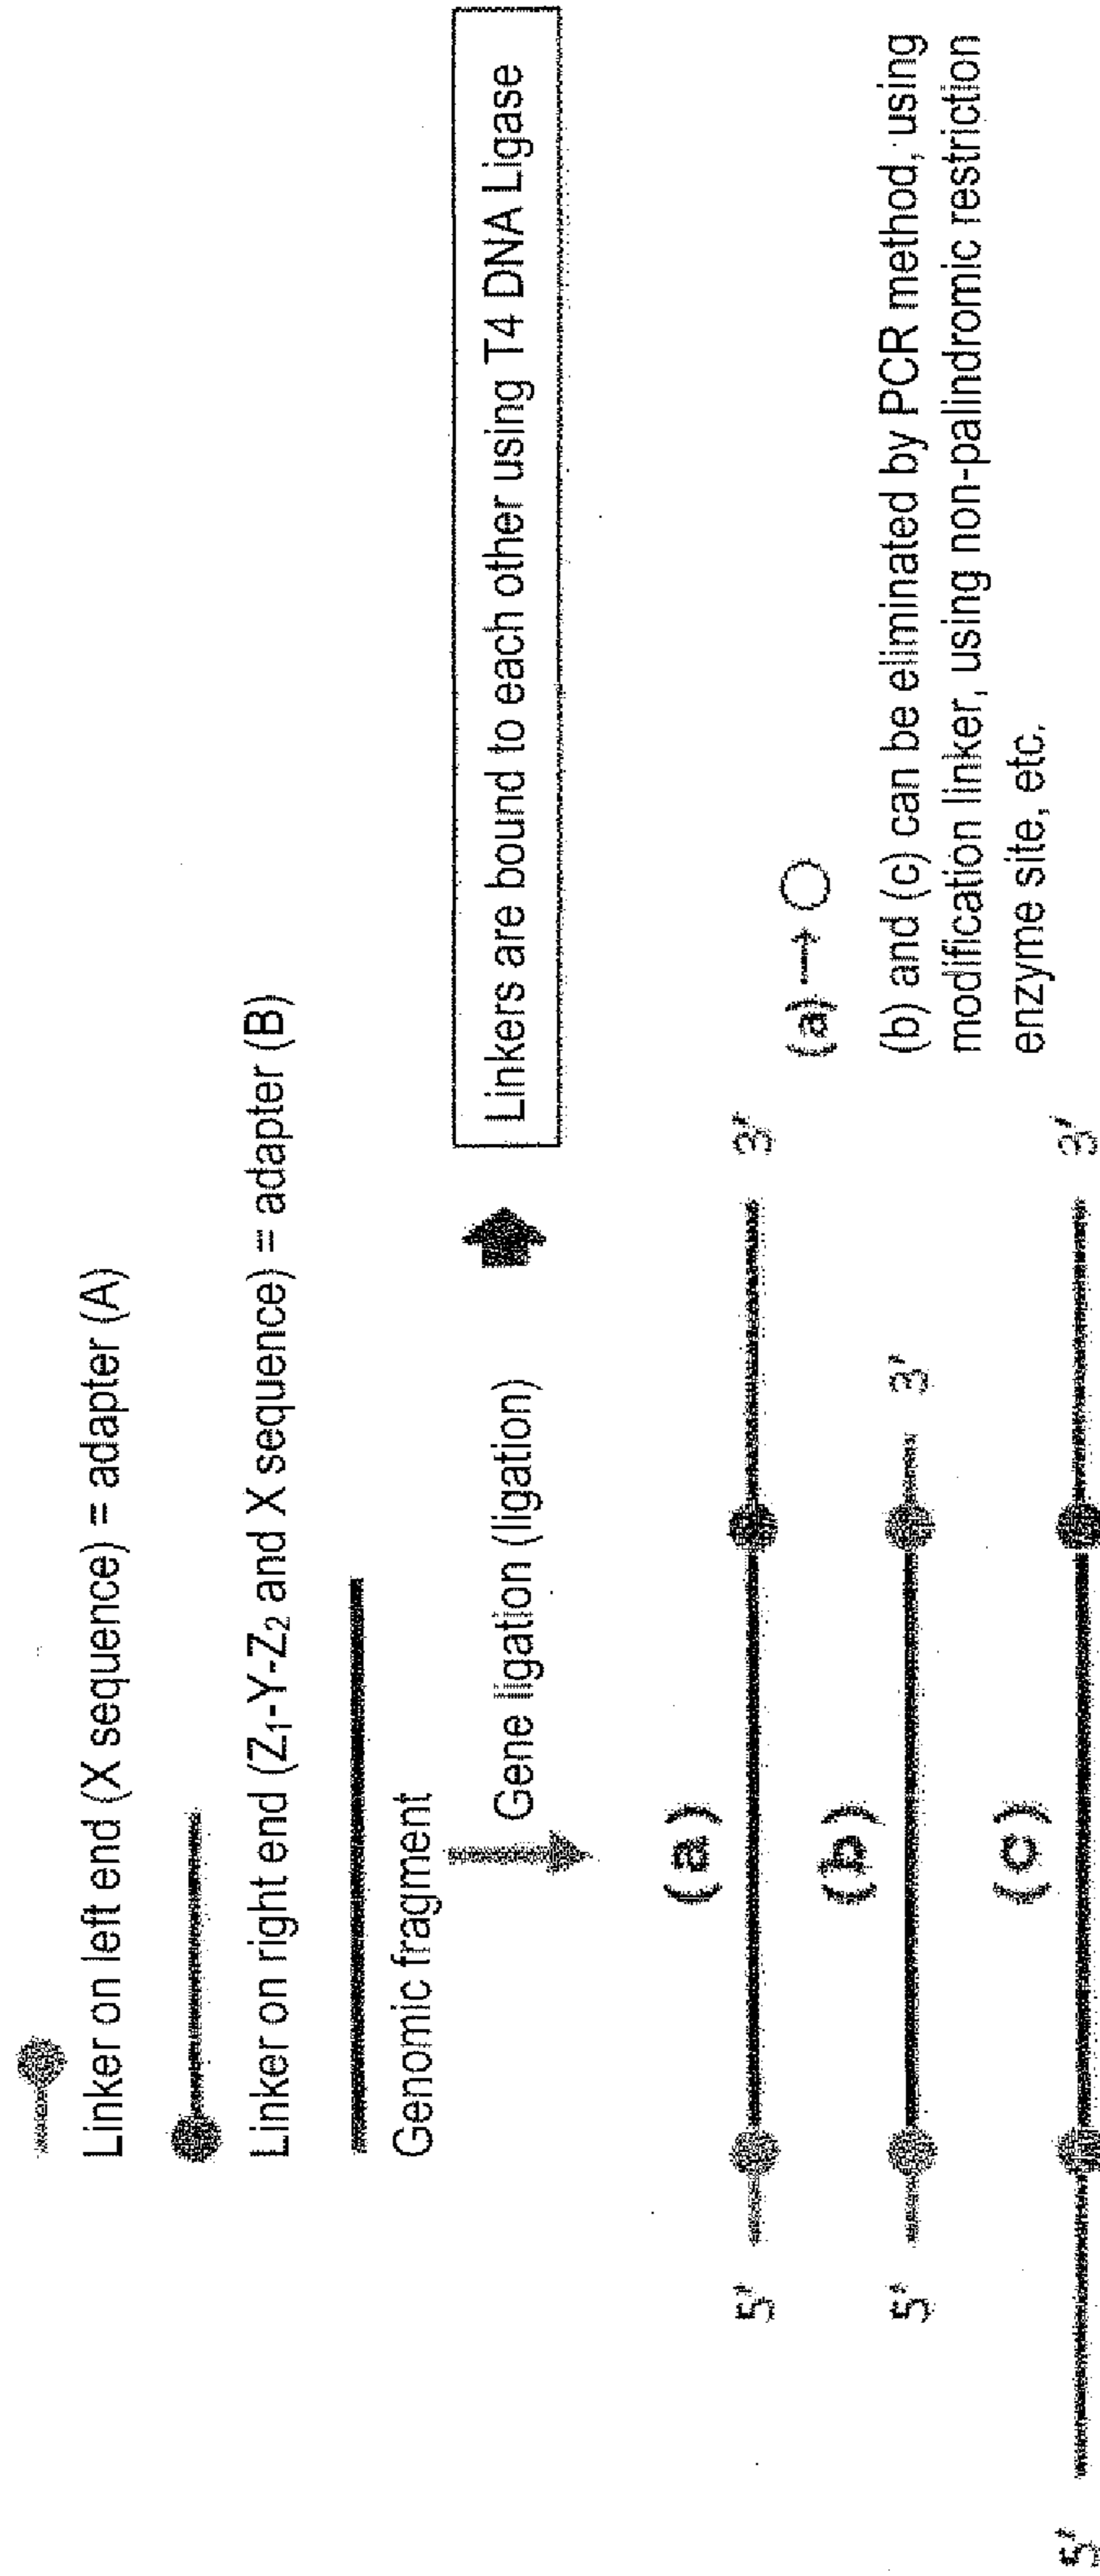 Linker on left end (X sequence) = adapter (A)
Linker on right end (Z₁-Y-Z₂ and X sequence) = adapter (B)
Genomic fragment
Gene ligation (ligation)
Linkers are bound to each other using T4 DNA Ligase
(a)
5' 3'
(b)
5' 3'
(c)
5' 3'
(a) → ○
(b) and (c) can be eliminated by PCR method, using
modification linker, using non-palindromic restriction
enzyme site, etc.